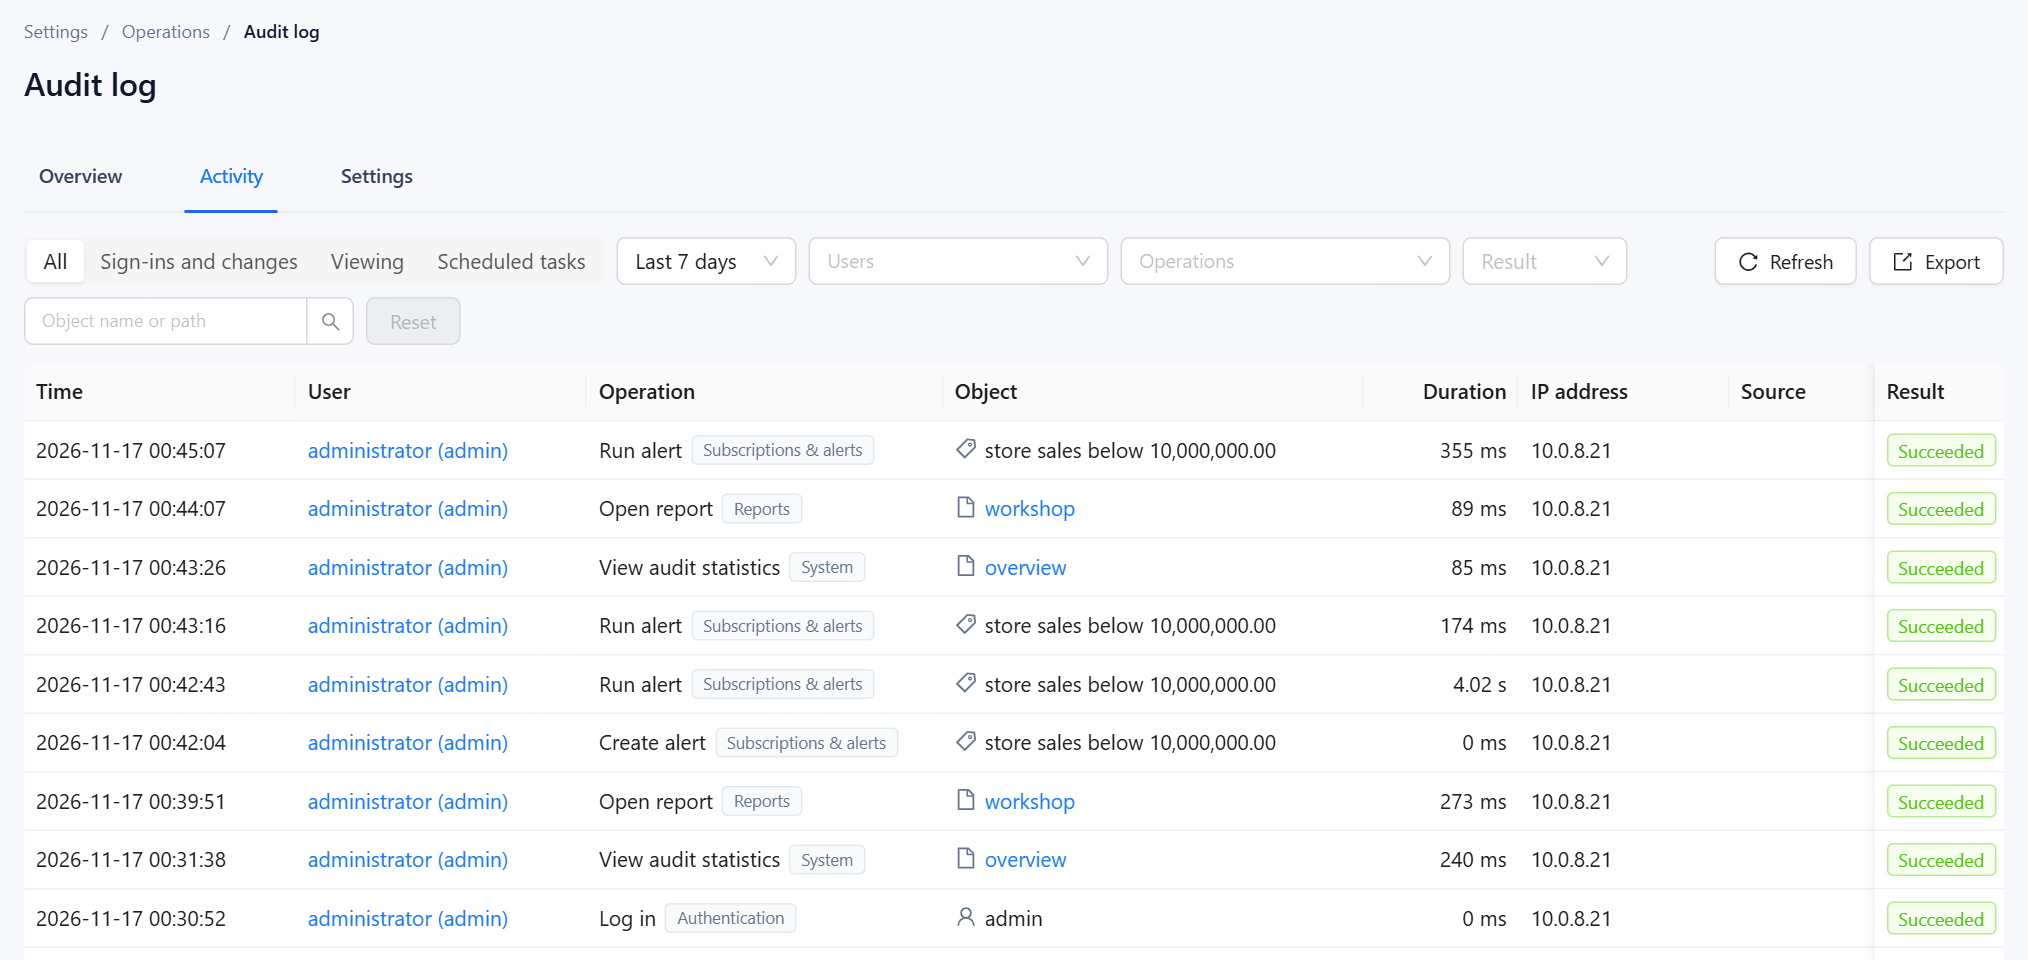 Settings / Operations / Audit log
Audit log
Overview Activity Settings
All Sign-ins and changes Viewing Scheduled tasks Last 7 days Users Operations Result Refresh Export
Object name or path Reset
Time User Operation Object Duration IP address Source Result
2026-11-17 00:45:07 administrator (admin) Run alert Subscriptions & alerts store sales below 10,000,000.00 355 ms 10.0.8.21 Succeeded
2026-11-17 00:44:07 administrator (admin) Open report Reports workshop 89 ms 10.0.8.21 Succeeded
2026-11-17 00:43:26 administrator (admin) View audit statistics System overview 85 ms 10.0.8.21 Succeeded
2026-11-17 00:43:16 administrator (admin) Run alert Subscriptions & alerts store sales below 10,000,000.00 174 ms 10.0.8.21 Succeeded
2026-11-17 00:42:43 administrator (admin) Run alert Subscriptions & alerts store sales below 10,000,000.00 4.02 s 10.0.8.21 Succeeded
2026-11-17 00:42:04 administrator (admin) Create alert Subscriptions & alerts store sales below 10,000,000.00 0 ms 10.0.8.21 Succeeded
2026-11-17 00:39:51 administrator (admin) Open report Reports workshop 273 ms 10.0.8.21 Succeeded
2026-11-17 00:31:38 administrator (admin) View audit statistics System overview 240 ms 10.0.8.21 Succeeded
2026-11-17 00:30:52 administrator (admin) Log in Authentication admin 0 ms 10.0.8.21 Succeeded